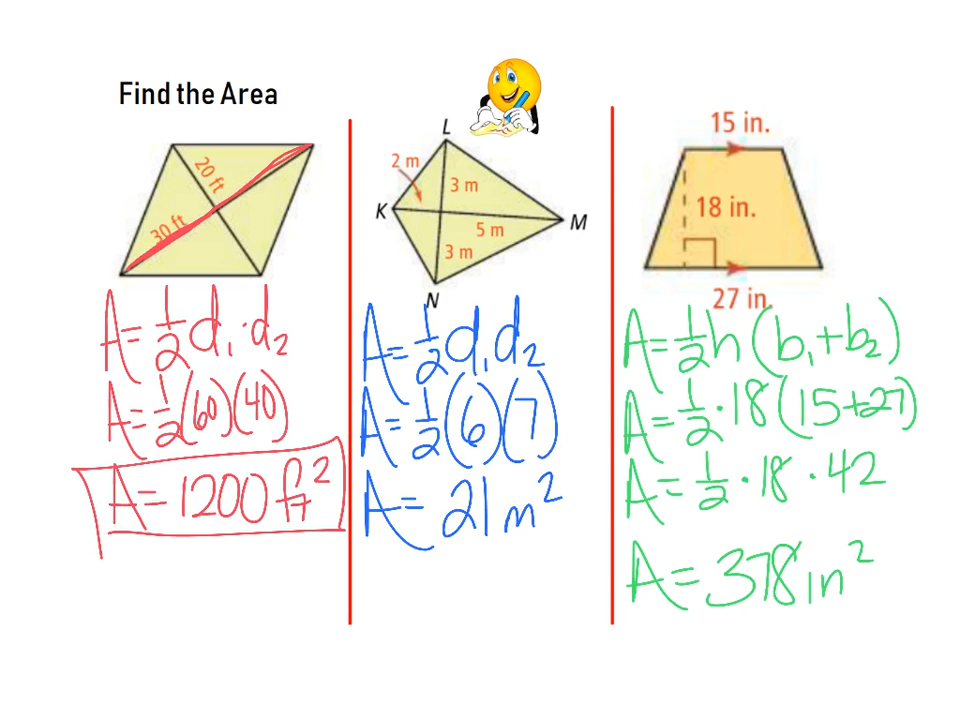 Find the Area
20 ft
30 ft
A = 1/2 d₁ · d₂
A = 1/2 (60)(40)
A = 1200 ft²
L
2 m
3 m
K
M
5 m
3 m
N
A = 1/2 d₁ d₂
A = 1/2 (6)(7)
A = 21 m²
15 in.
18 in.
27 in.
A = 1/2 h (b₁ + b₂)
A = 1/2 · 18 (15 + 27)
A = 1/2 · 18 · 42
A = 378 in²